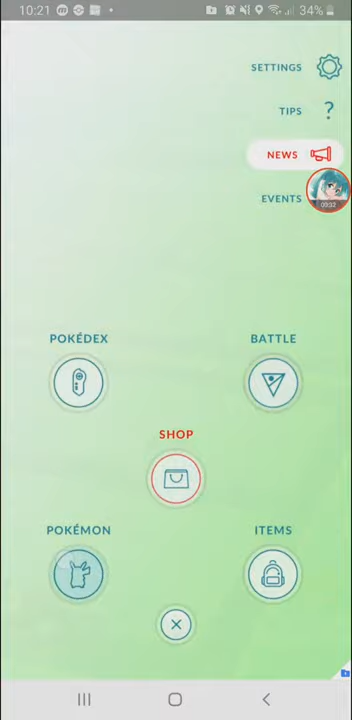 10:21
34%
SETTINGS
TIPS
?
NEWS
EVENTS
POKÉDEX
BATTLE
SHOP
POKÉMON
ITEMS